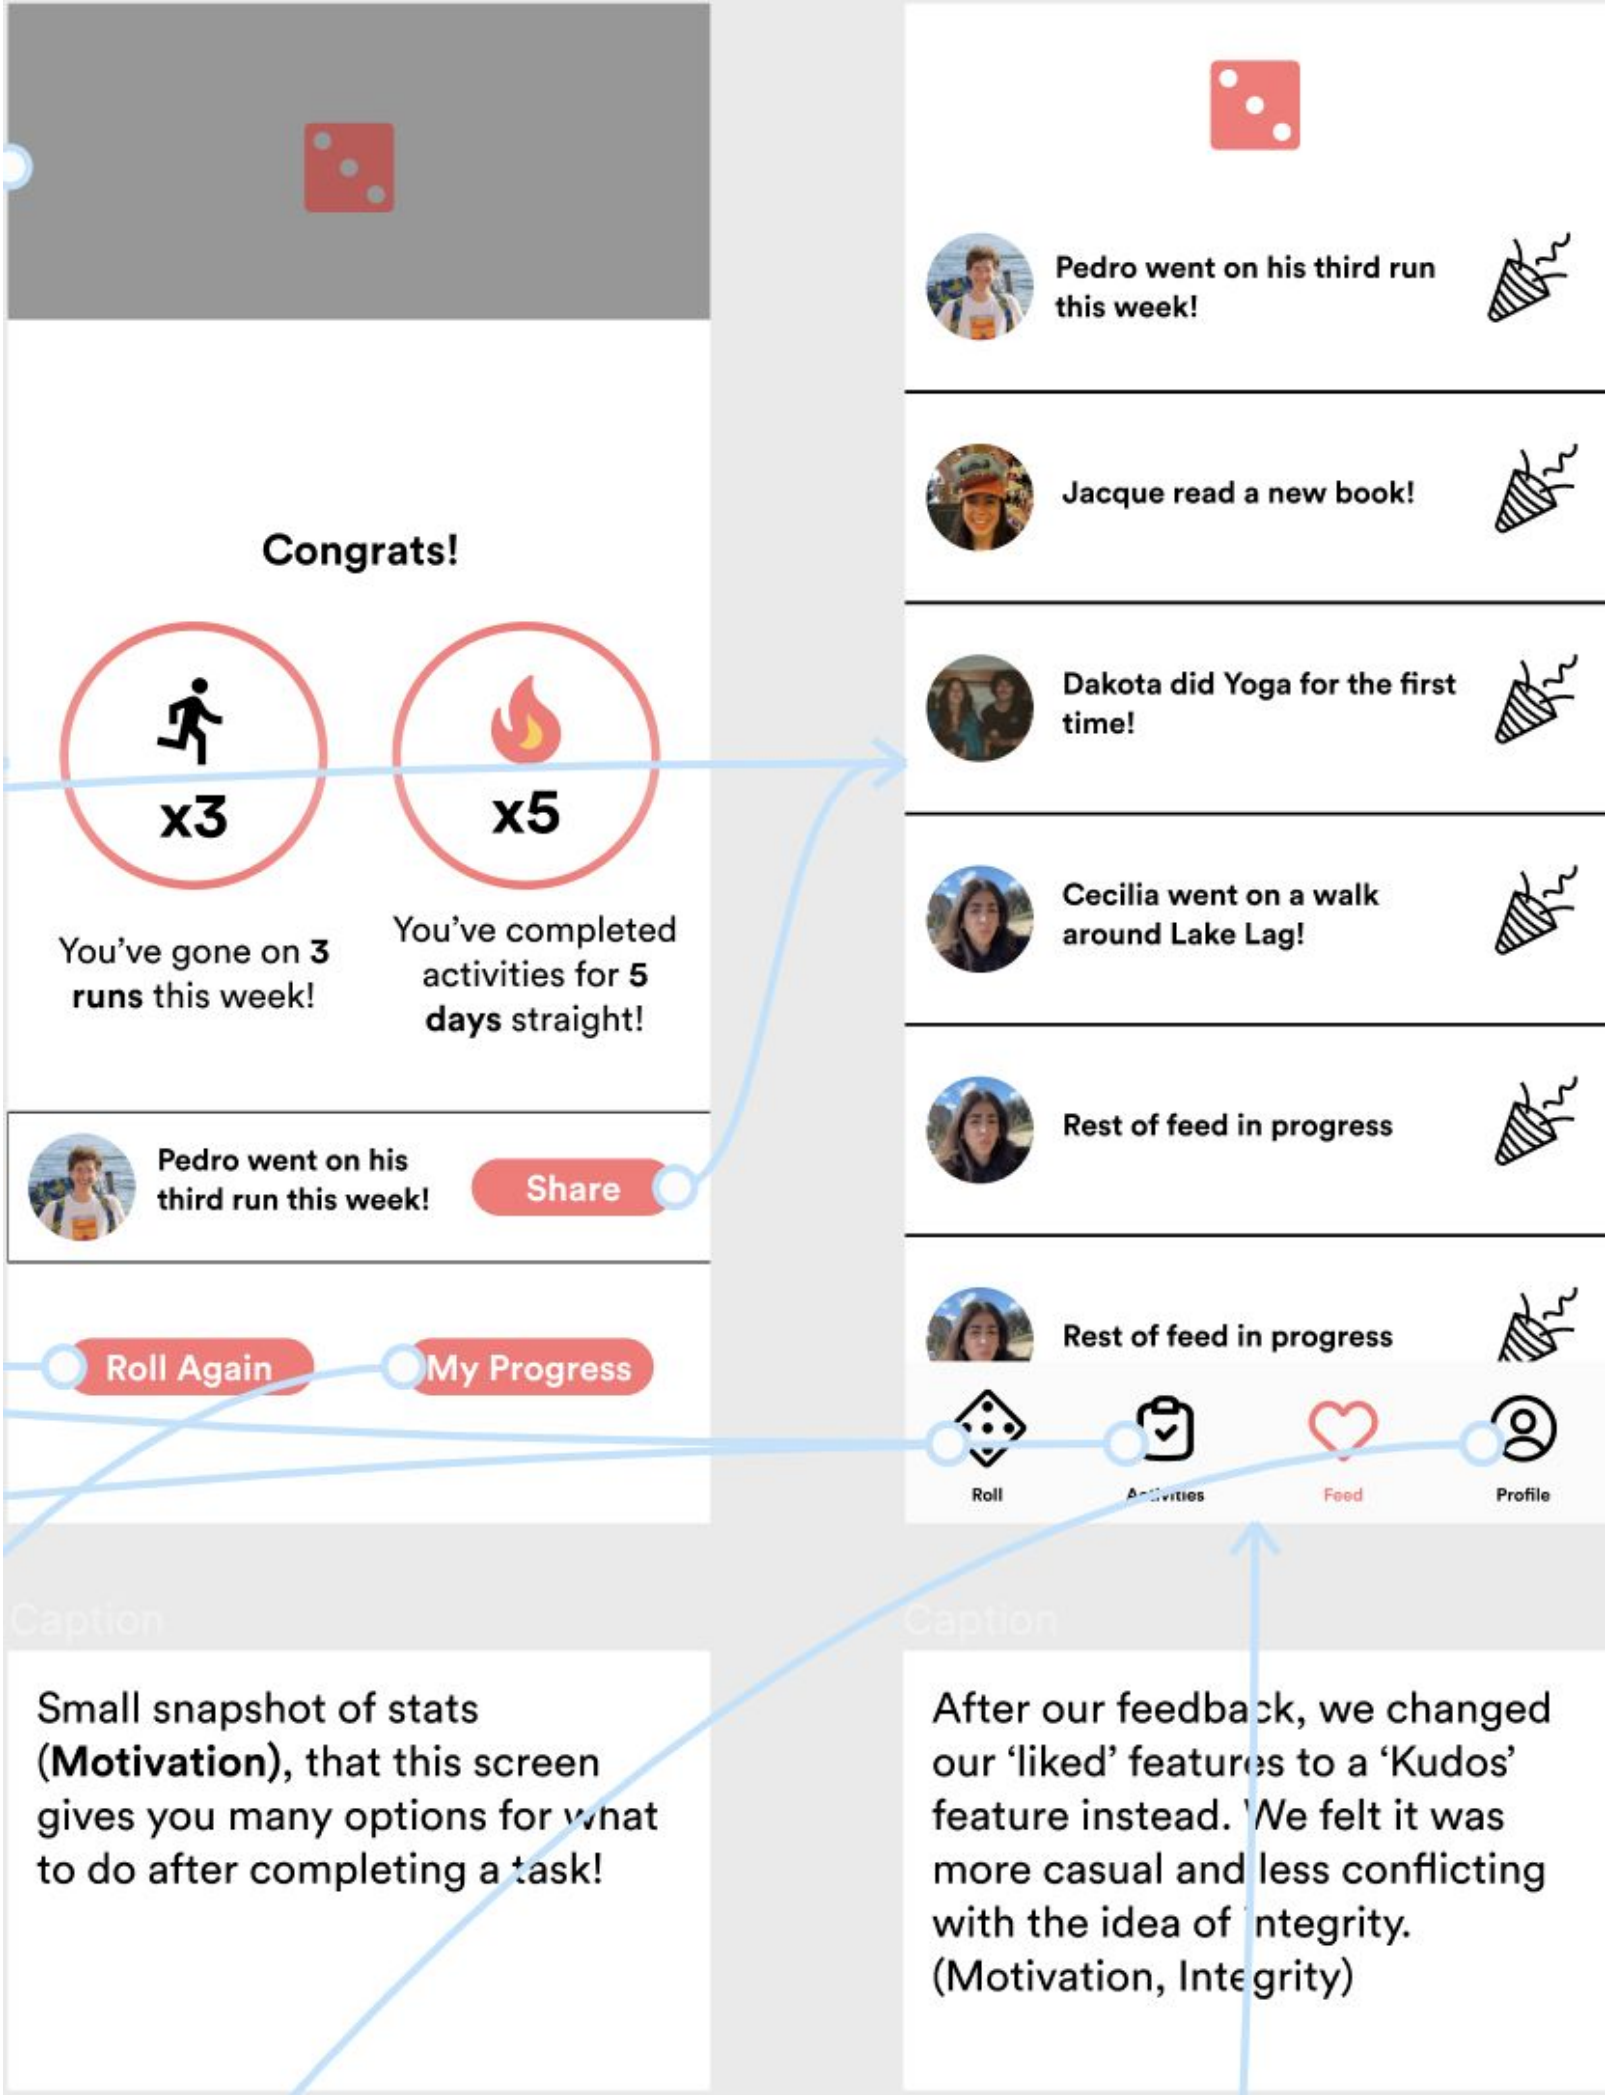 Congrats!
x3
x5
You've gone on 3
runs this week!
You've completed
activities for 5
days straight!
Pedro went on his
third run this week!
Share
Roll Again
My Progress
Caption
Small snapshot of stats
(Motivation), that this screen
gives you many options for what
to do after completing a task!
Pedro went on his third run
this week!
Jacque read a new book!
Dakota did Yoga for the first
time!
Cecilia went on a walk
around Lake Lag!
Rest of feed in progress
Rest of feed in progress
Roll
Activities
Feed
Profile
Caption
After our feedback, we changed
our ‘liked’ features to a ‘Kudos’
feature instead. We felt it was
more casual and less conflicting
with the idea of integrity.
(Motivation, Integrity)